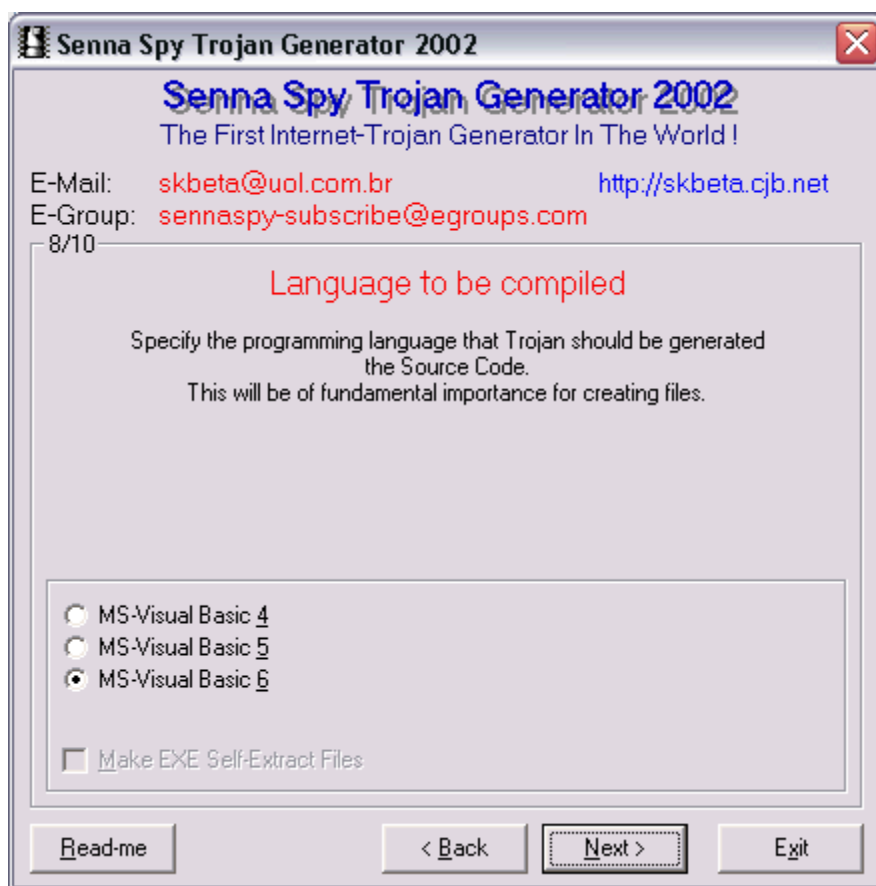 Senna Spy Trojan Generator 2002
Senna Spy Trojan Generator 2002
The First Internet-Trojan Generator In The World !
E-Mail: skbeta@uol.com.br http://skbeta.cjb.net
E-Group: sennaspy-subscribe@egroups.com
8/10
Language to be compiled
Specify the programming language that Trojan should be generated
the Source Code.
This will be of fundamental importance for creating files.
MS-Visual Basic 4
MS-Visual Basic 5
MS-Visual Basic 6
Make EXE Self-Extract Files
Read-me < Back Next > Exit